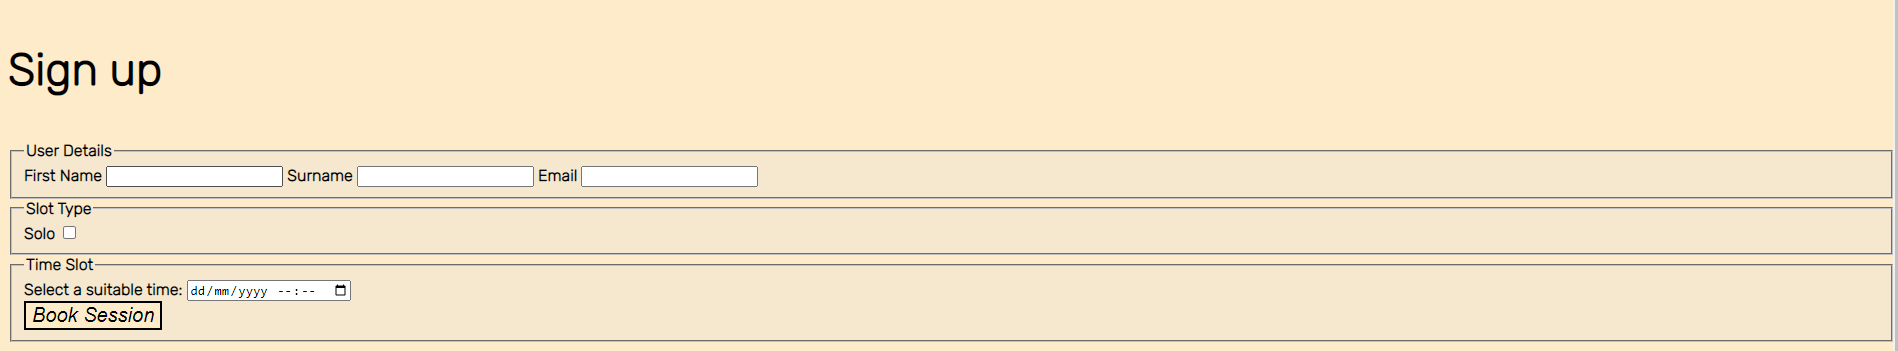 Sign up
User Details
First Name Surname Email
Slot Type
Solo
Time Slot
Select a suitable time: dd/mm/yyyy --:--
Book Session